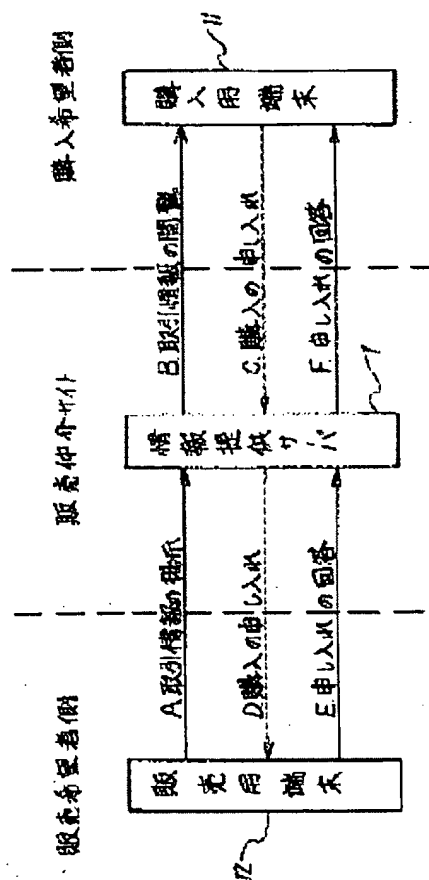 販売希望者側
販売仲介サイト
購入希望者側
販売用端末
12
情報提供サーバ
1
購入用端末
11
A.取引情報の掲示
B.取引情報の閲覧
C.購入の申し入れ
D.購入の申し入れ
E.申し入れの回答
F.申し入れの回答